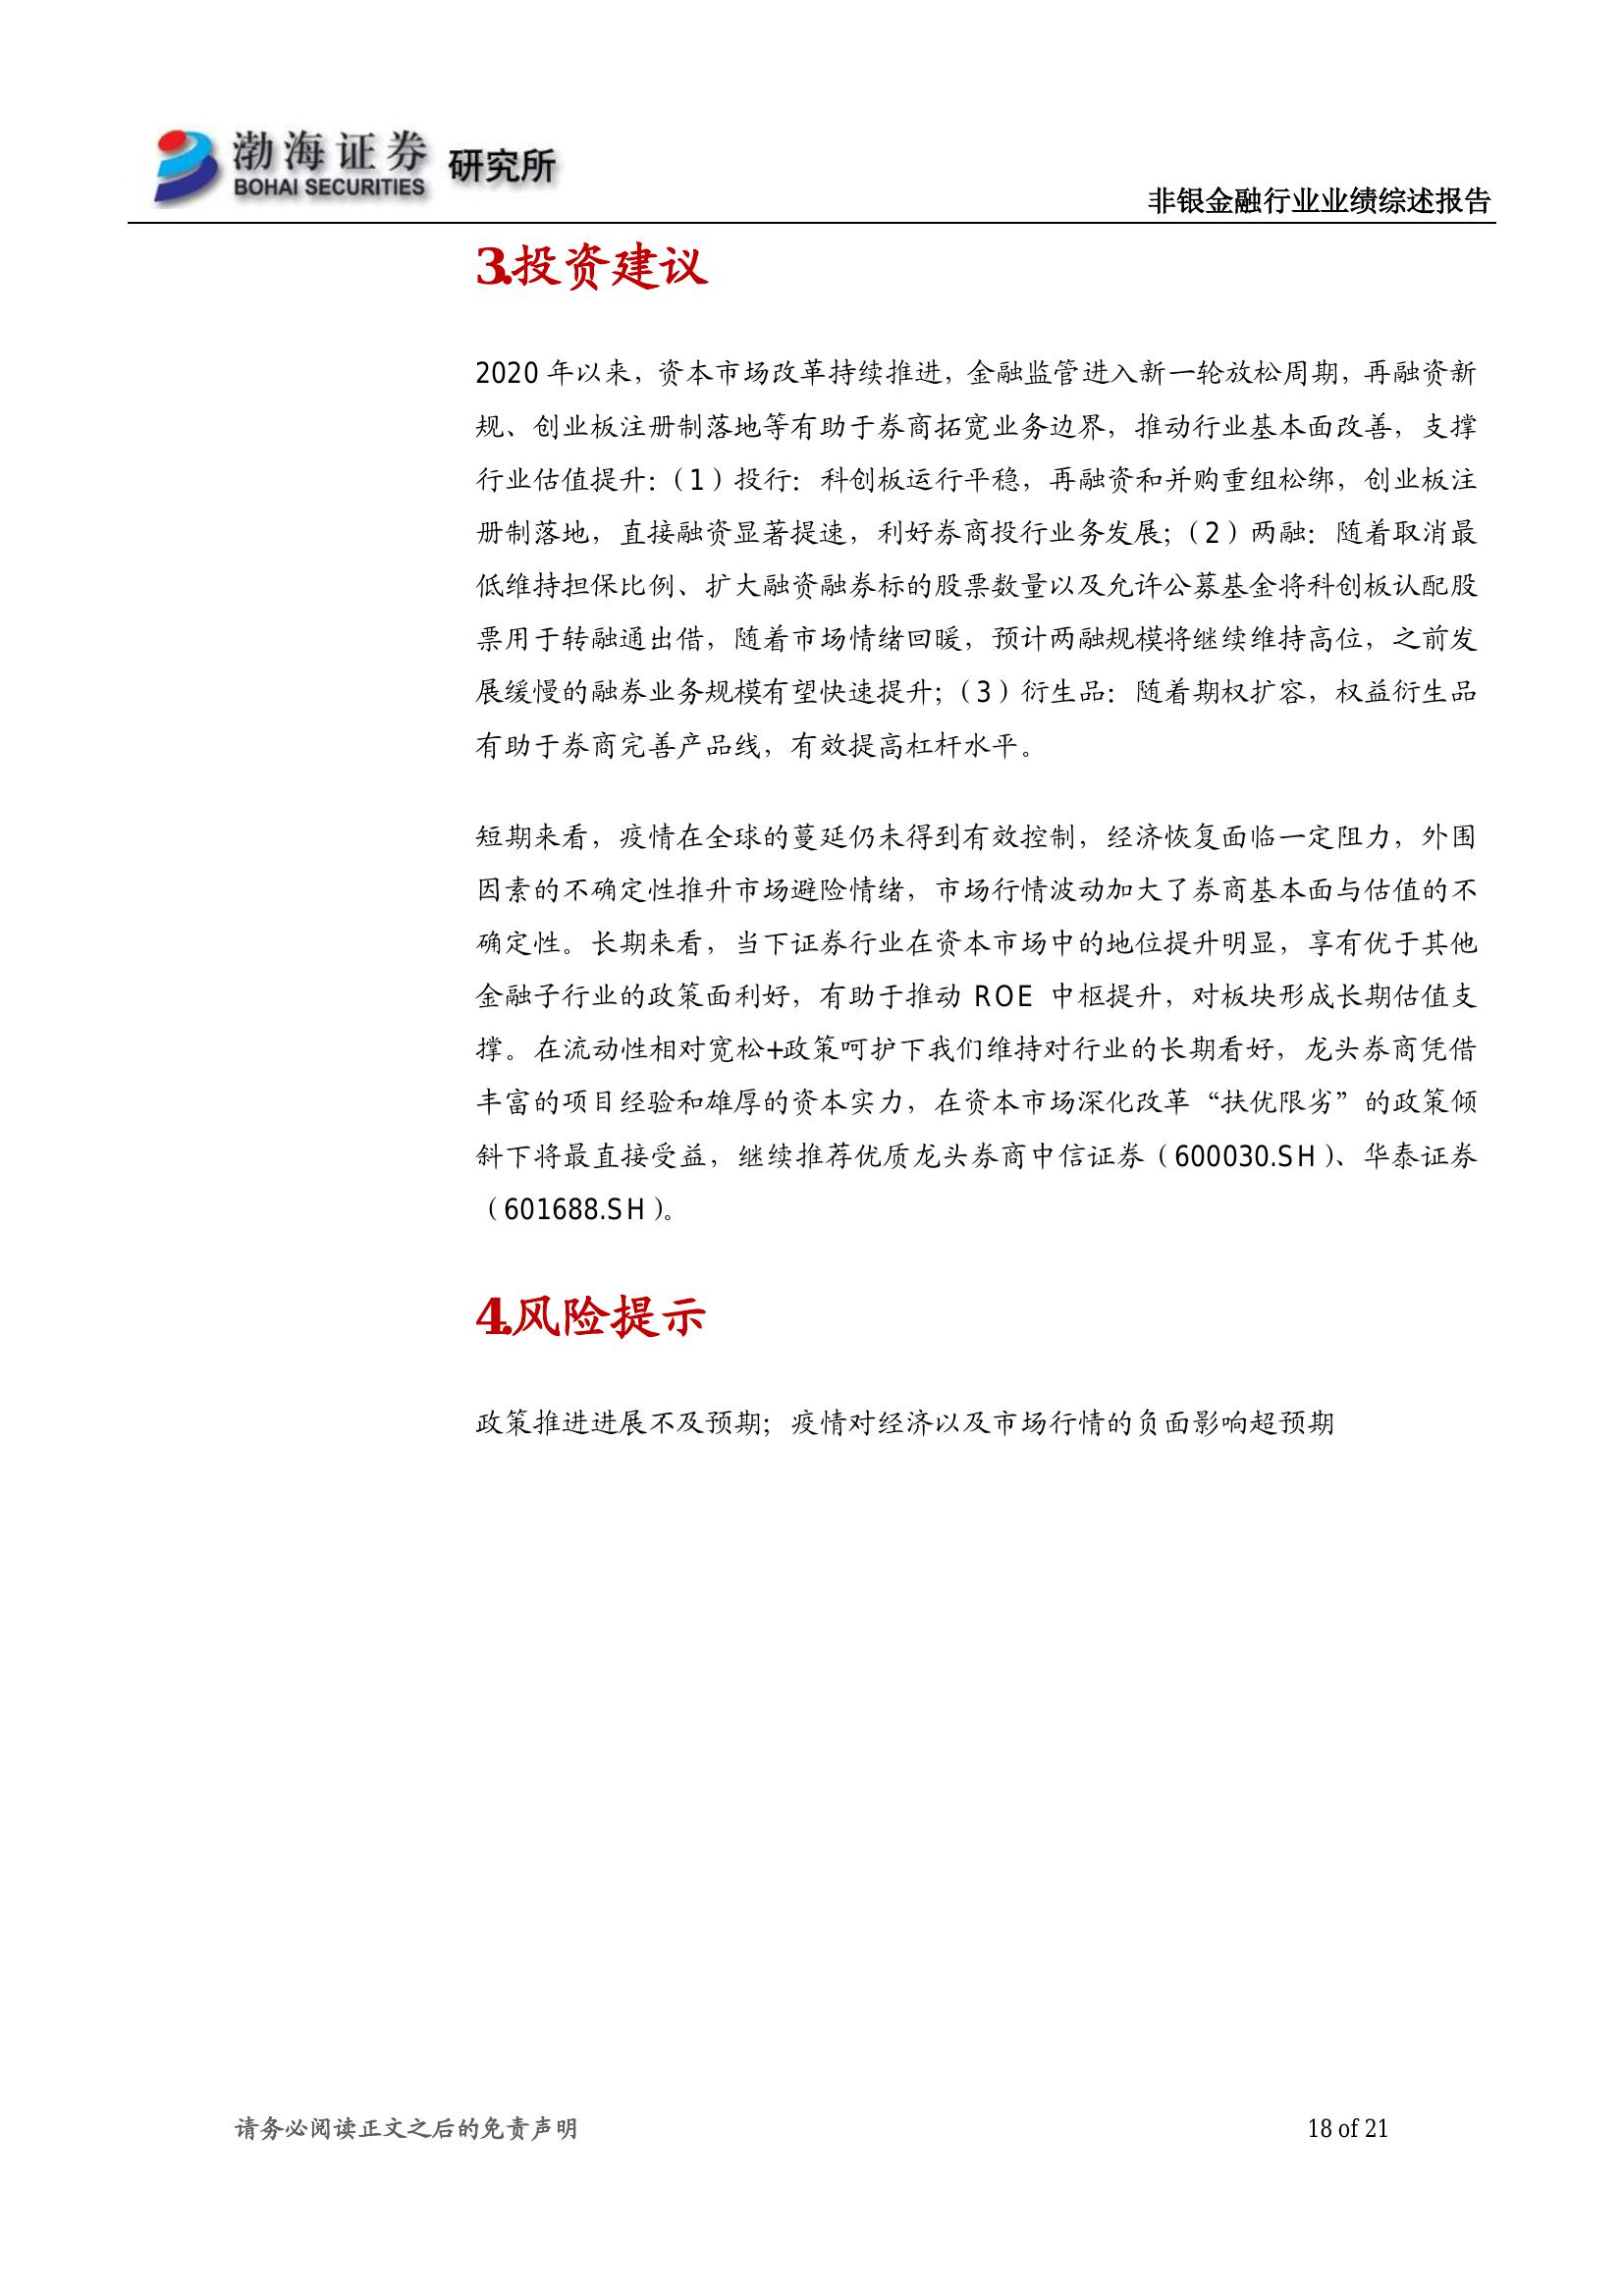 渤海证券 研究所
BOHAI SECURITIES
非银金融行业业绩综述报告
3.投资建议
2020 年以来，资本市场改革持续推进，金融监管进入新一轮放松周期，再融资新
规、创业板注册制落地等有助于券商拓宽业务边界，推动行业基本面改善，支撑
行业估值提升：（1）投行：科创板运行平稳，再融资和并购重组松绑，创业板注
册制落地，直接融资显著提速，利好券商投行业务发展；（2）两融：随着取消最
低维持担保比例、扩大融资融券标的股票数量以及允许公募基金将科创板认配股
票用于转融通出借，随着市场情绪回暖，预计两融规模将继续维持高位，之前发
展缓慢的融券业务规模有望快速提升；（3）衍生品：随着期权扩容，权益衍生品
有助于券商完善产品线，有效提高杠杆水平。
短期来看，疫情在全球的蔓延仍未得到有效控制，经济恢复面临一定阻力，外围
因素的不确定性推升市场避险情绪，市场行情波动加大了券商基本面与估值的不
确定性。长期来看，当下证券行业在资本市场中的地位提升明显，享有优于其他
金融子行业的政策面利好，有助于推动 ROE 中枢提升，对板块形成长期估值支
撑。在流动性相对宽松+政策呵护下我们维持对行业的长期看好，龙头券商凭借
丰富的项目经验和雄厚的资本实力，在资本市场深化改革“扶优限劣”的政策倾
斜下将最直接受益，继续推荐优质龙头券商中信证券（600030.SH）、华泰证券
（601688.SH）。
4.风险提示
政策推进进展不及预期；疫情对经济以及市场行情的负面影响超预期
请务必阅读正文之后的免责声明
18 of 21